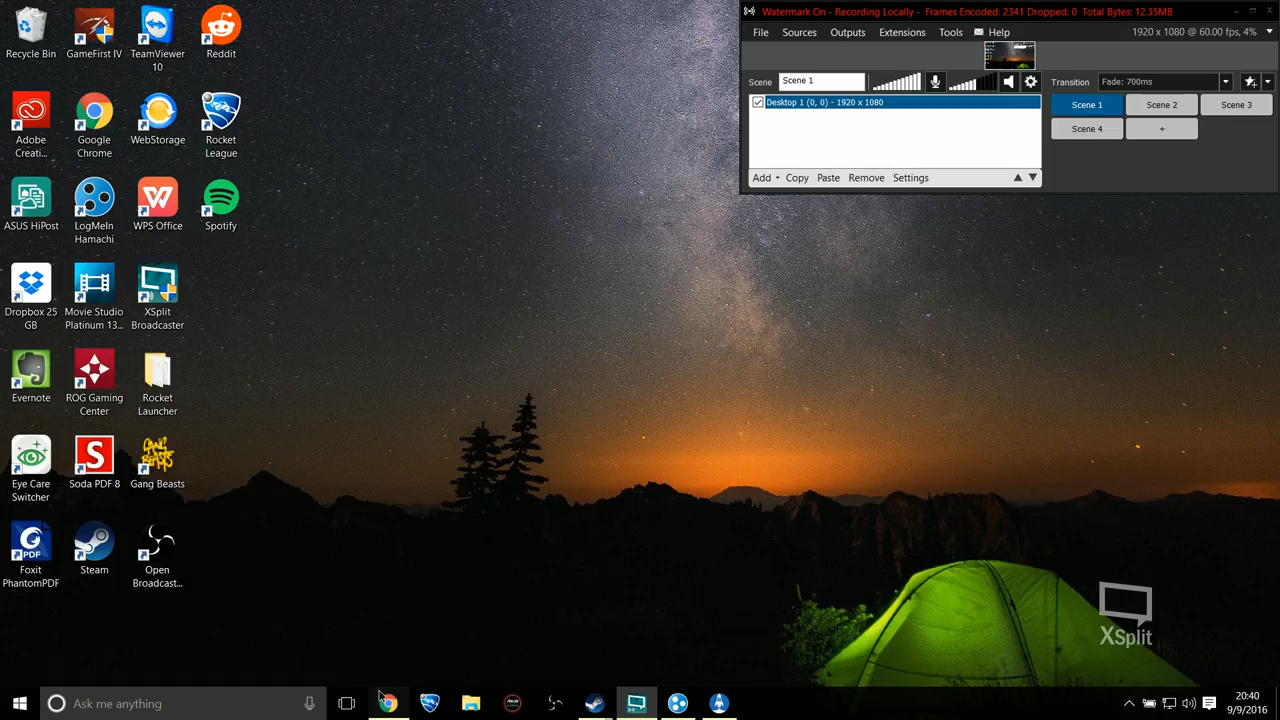 Watermark On - Recording Locally - Frames Encoded: 2341 Dropped: 0 Total Bytes: 12.35MB
File Sources Outputs Extensions Tools Help 1920 x 1080 @ 60.00 fps, 4%
Scene Scene 1 Transition Fade: 700ms
Desktop 1 (0, 0) - 1920 x 1080
Scene 1 Scene 2 Scene 3
Scene 4 +
Add Copy Paste Remove Settings
Recycle Bin
GameFirst IV
TeamViewer
10
Reddit
Adobe
Creati...
Google
Chrome
WebStorage
Rocket
League
ASUS HiPost
LogMeIn
Hamachi
WPS Office
Spotify
Dropbox 25
GB
Movie Studio
Platinum 13...
XSplit
Broadcaster
Evernote
ROG Gaming
Center
Rocket
Launcher
Eye Care
Switcher
S
Soda PDF 8
GANG
BEASTS
Gang Beasts
PDF
Foxit
PhantomPDF
Steam
Open
Broadcast...
XSplit
Ask me anything
20:40
9/9/2016